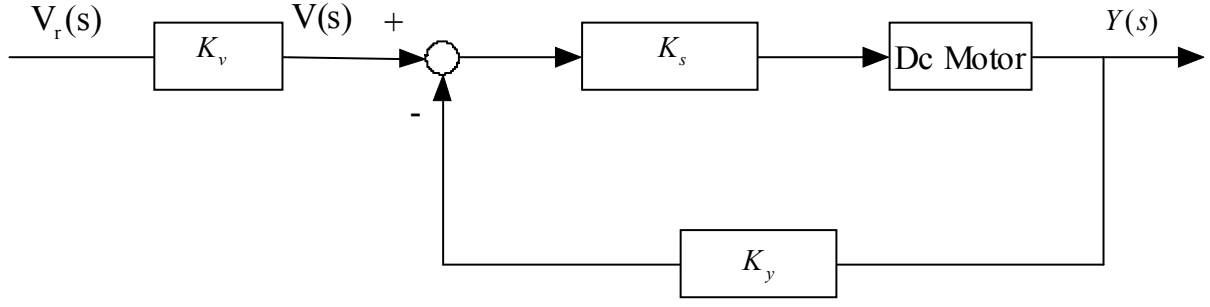 V_r(s)
K_v
V(s)
+
K_s
Dc Motor
Y(s)
-
K_y